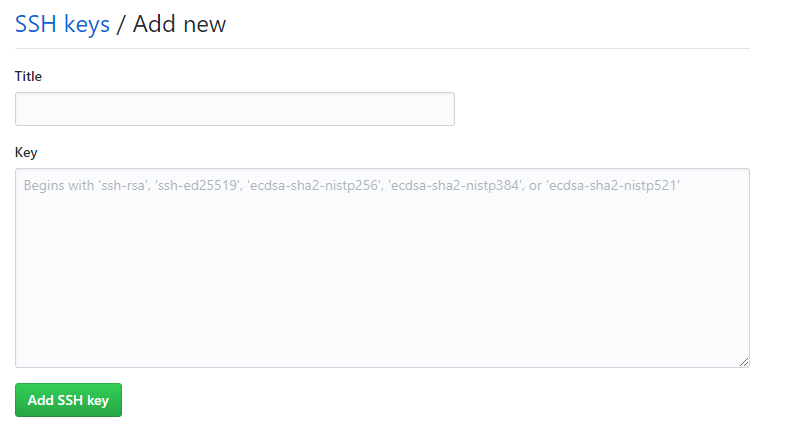 SSH keys / Add new
Title
Key
Begins with 'ssh-rsa', 'ssh-ed25519', 'ecdsa-sha2-nistp256', 'ecdsa-sha2-nistp384', or 'ecdsa-sha2-nistp521'
Add SSH key